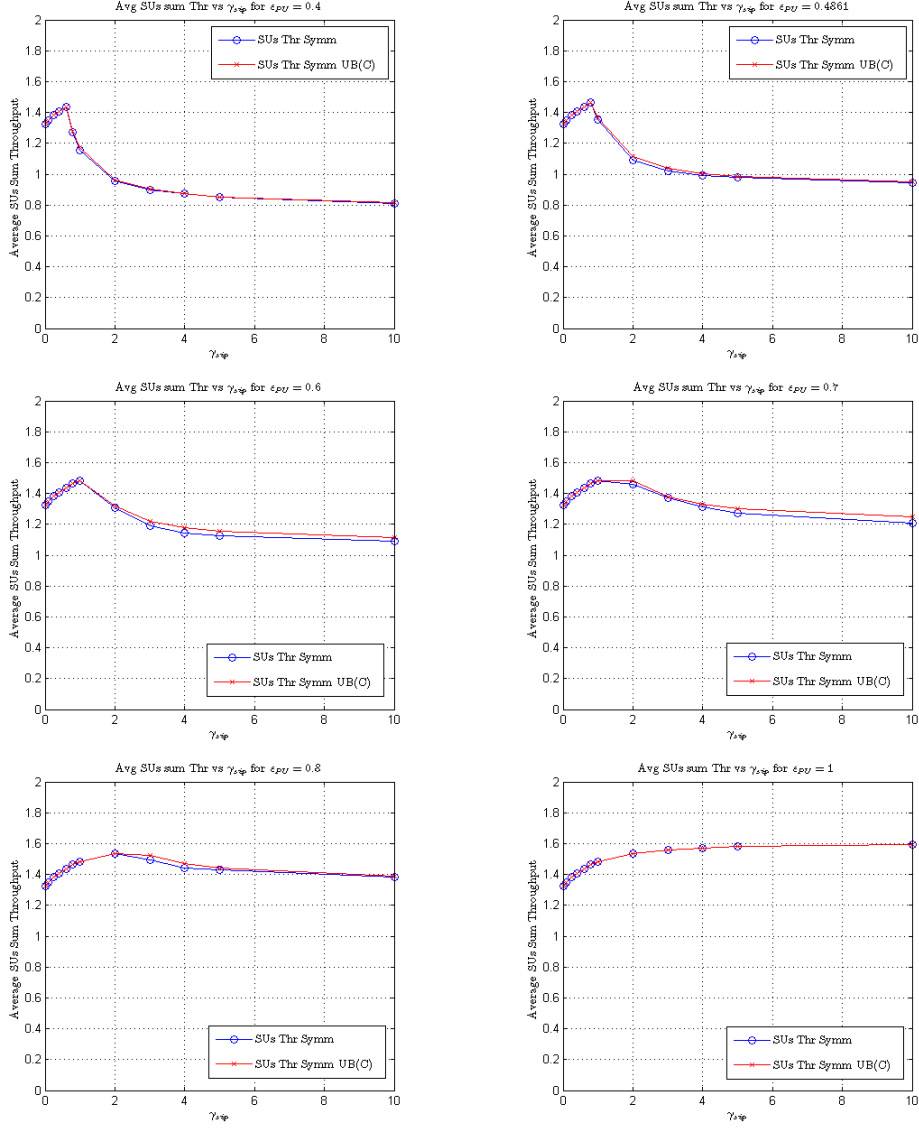 Avg SUs sum Thr vs γsip for εPU = 0.4
2
1.8
1.6
1.4
1.2
1
0.8
0.6
0.4
0.2
0
Average SUs Sum Throughput
SUs Thr Symm
SUs Thr Symm UB(C)
0 2 4 6 8 10
γsip
Avg SUs sum Thr vs γsip for εPU = 0.4861
2
1.8
1.6
1.4
1.2
1
0.8
0.6
0.4
0.2
0
Average SUs Sum Throughput
SUs Thr Symm
SUs Thr Symm UB(C)
0 2 4 6 8 10
γsip
Avg SUs sum Thr vs γsip for εPU = 0.6
2
1.8
1.6
1.4
1.2
1
0.8
0.6
0.4
0.2
0
Average SUs Sum Throughput
SUs Thr Symm
SUs Thr Symm UB(C)
0 2 4 6 8 10
γsip
Avg SUs sum Thr vs γsip for εPU = 0.7
2
1.8
1.6
1.4
1.2
1
0.8
0.6
0.4
0.2
0
Average SUs Sum Throughput
SUs Thr Symm
SUs Thr Symm UB(C)
0 2 4 6 8 10
γsip
Avg SUs sum Thr vs γsip for εPU = 0.8
2
1.8
1.6
1.4
1.2
1
0.8
0.6
0.4
0.2
0
Average SUs Sum Throughput
SUs Thr Symm
SUs Thr Symm UB(C)
0 2 4 6 8 10
γsip
Avg SUs sum Thr vs γsip for εPU = 1
2
1.8
1.6
1.4
1.2
1
0.8
0.6
0.4
0.2
0
Average SUs Sum Throughput
SUs Thr Symm
SUs Thr Symm UB(C)
0 2 4 6 8 10
γsip